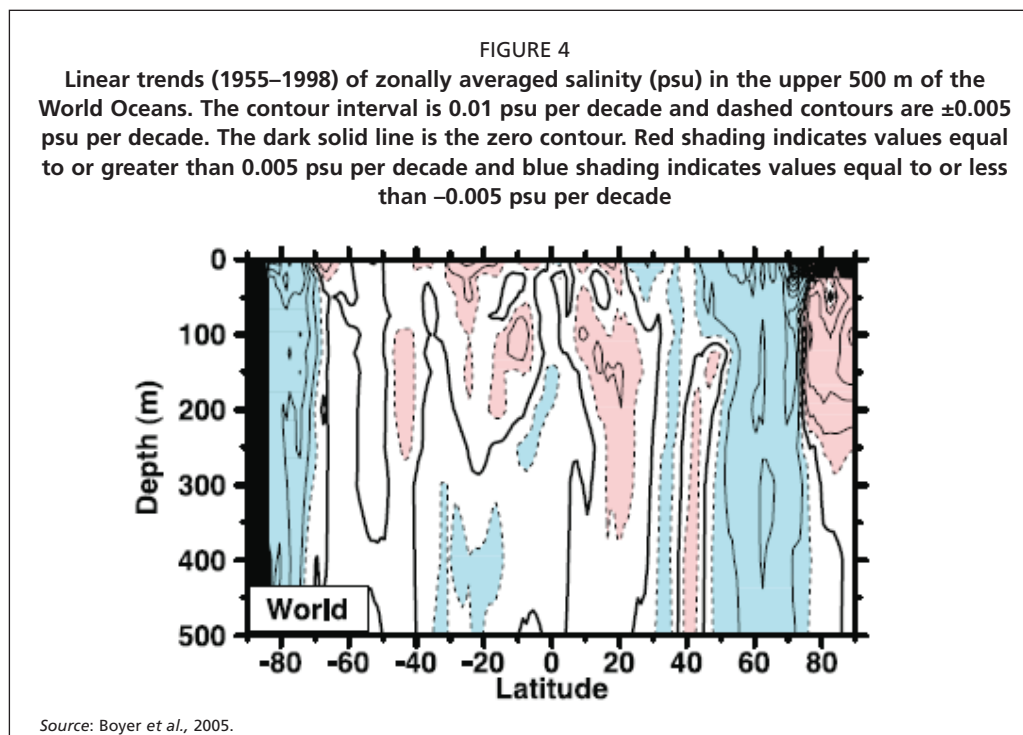 FIGURE 4
Linear trends (1955–1998) of zonally averaged salinity (psu) in the upper 500 m of the
World Oceans. The contour interval is 0.01 psu per decade and dashed contours are ±0.005
psu per decade. The dark solid line is the zero contour. Red shading indicates values equal
to or greater than 0.005 psu per decade and blue shading indicates values equal to or less
than –0.005 psu per decade
0
100
200
300
400
500
Depth (m)
World
-80 -60 -40 -20 0 20 40 60 80
Latitude
Source: Boyer et al., 2005.